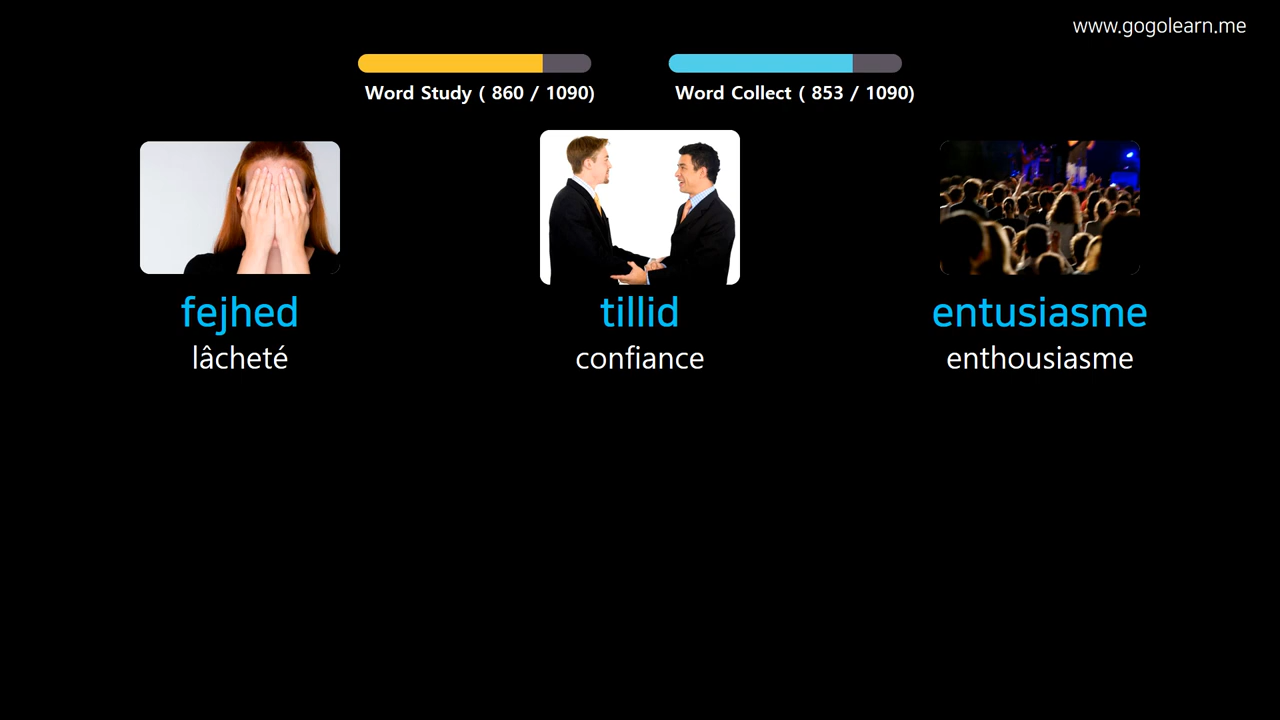 www.gogolearn.me
Word Study ( 860 / 1090)
Word Collect ( 853 / 1090)
fejhed
lâcheté
tillid
confiance
entusiasme
enthousiasme